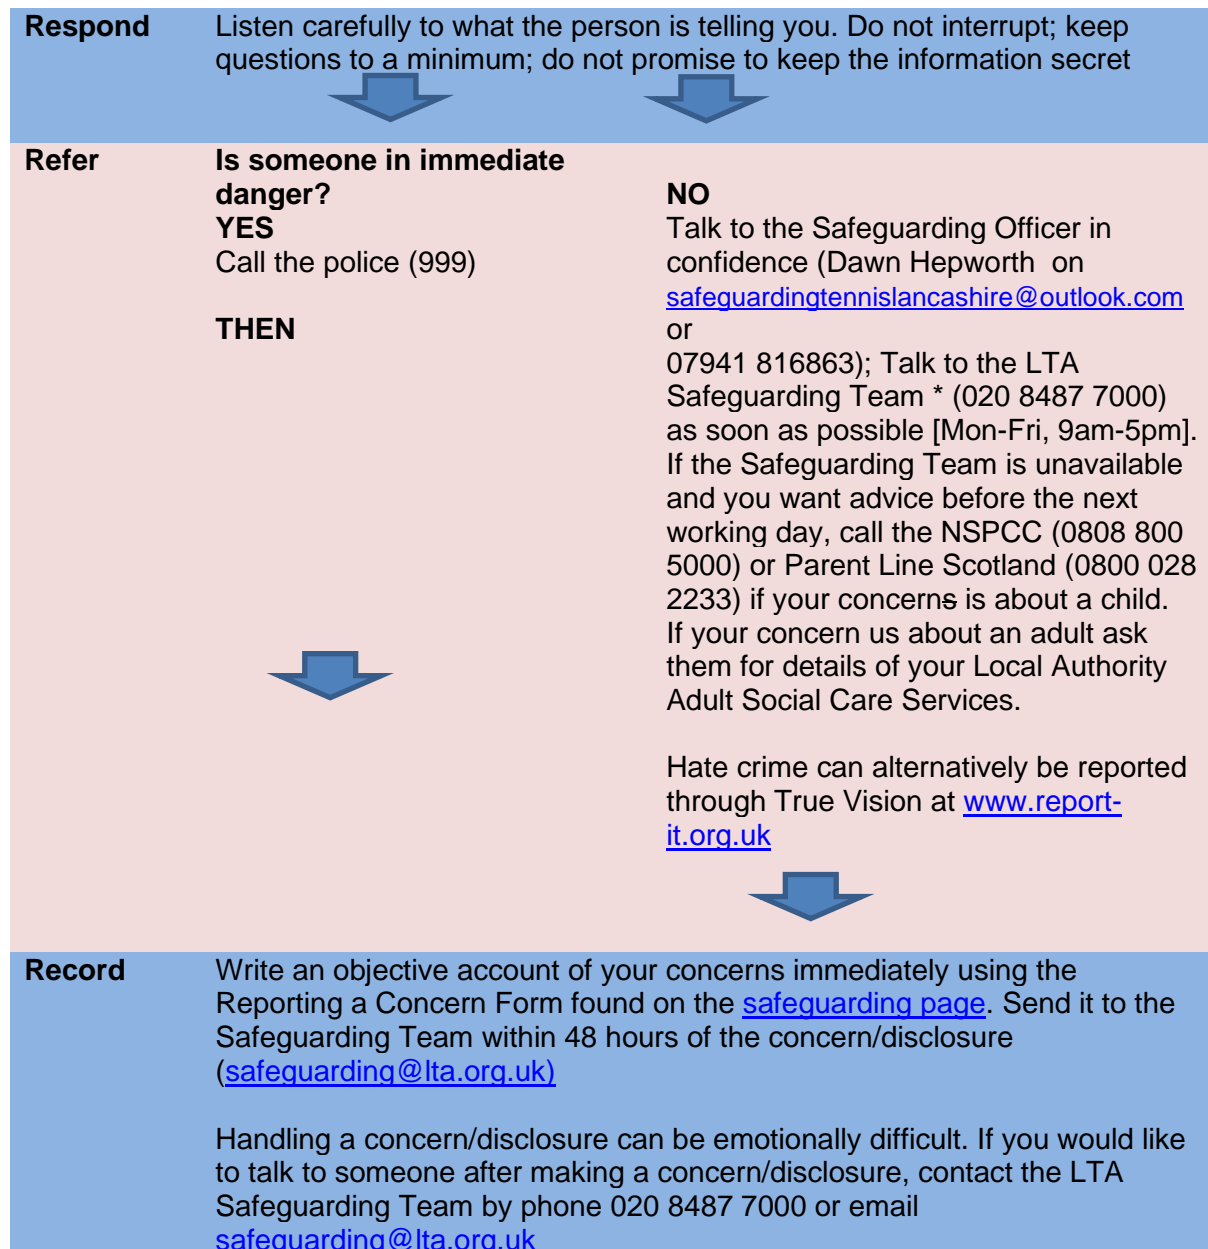 Respond
Listen carefully to what the person is telling you. Do not interrupt; keep
questions to a minimum; do not promise to keep the information secret
Refer
Is someone in immediate
danger?
YES
Call the police (999)
THEN
NO
Talk to the Safeguarding Officer in
confidence (Dawn Hepworth on
safeguardingtennislancashire@outlook.com
or
07941 816863); Talk to the LTA
Safeguarding Team * (020 8487 7000)
as soon as possible [Mon-Fri, 9am-5pm].
If the Safeguarding Team is unavailable
and you want advice before the next
working day, call the NSPCC (0808 800
5000) or Parent Line Scotland (0800 028
2233) if your concerns is about a child.
If your concern us about an adult ask
them for details of your Local Authority
Adult Social Care Services.
Hate crime can alternatively be reported
through True Vision at www.report-
it.org.uk
Record
Write an objective account of your concerns immediately using the
Reporting a Concern Form found on the safeguarding page. Send it to the
Safeguarding Team within 48 hours of the concern/disclosure
(safeguarding@lta.org.uk)
Handling a concern/disclosure can be emotionally difficult. If you would like
to talk to someone after making a concern/disclosure, contact the LTA
Safeguarding Team by phone 020 8487 7000 or email
safeguarding@lta.org.uk